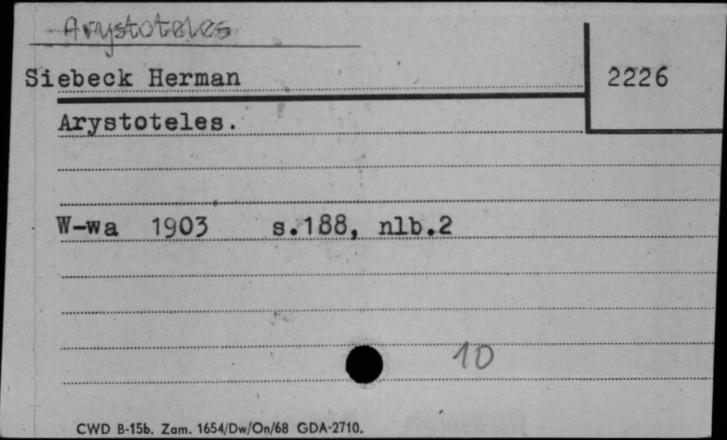 Arystoteles
Siebeck Herman
2226
Arystoteles.
W-wa 1903 s.188, nlb.2
10
CWD B-15b. Zam. 1654/Dw/On/68 GDA-2710.